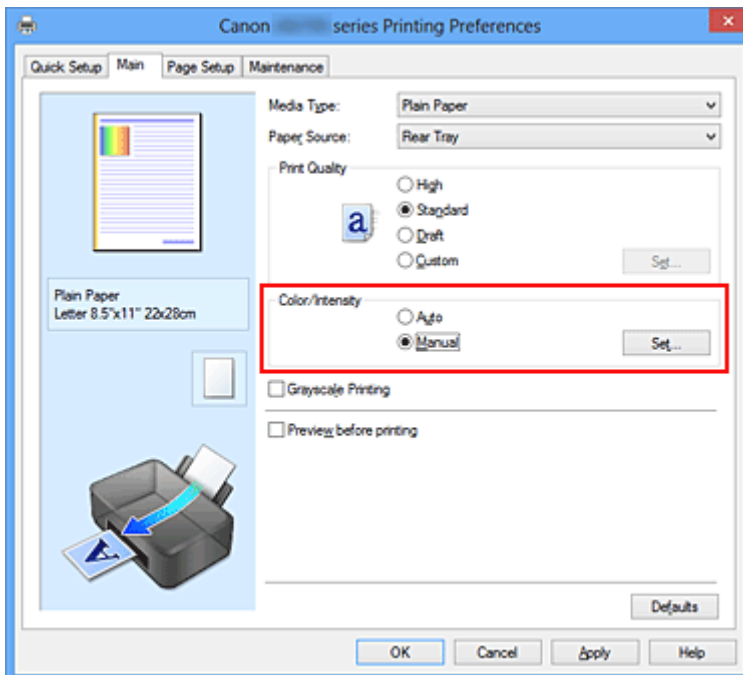 Canon series Printing Preferences
Quick Setup Main Page Setup Maintenance
Media Type: Plain Paper
Paper Source: Rear Tray
Print Quality
High
a
Standard
Draft
Custom Set...
Plain Paper
Letter 8.5"x11" 22x28cm
Color/Intensity
Auto
Manual Set...
Grayscale Printing
Preview before printing
A
Defaults
OK Cancel Apply Help